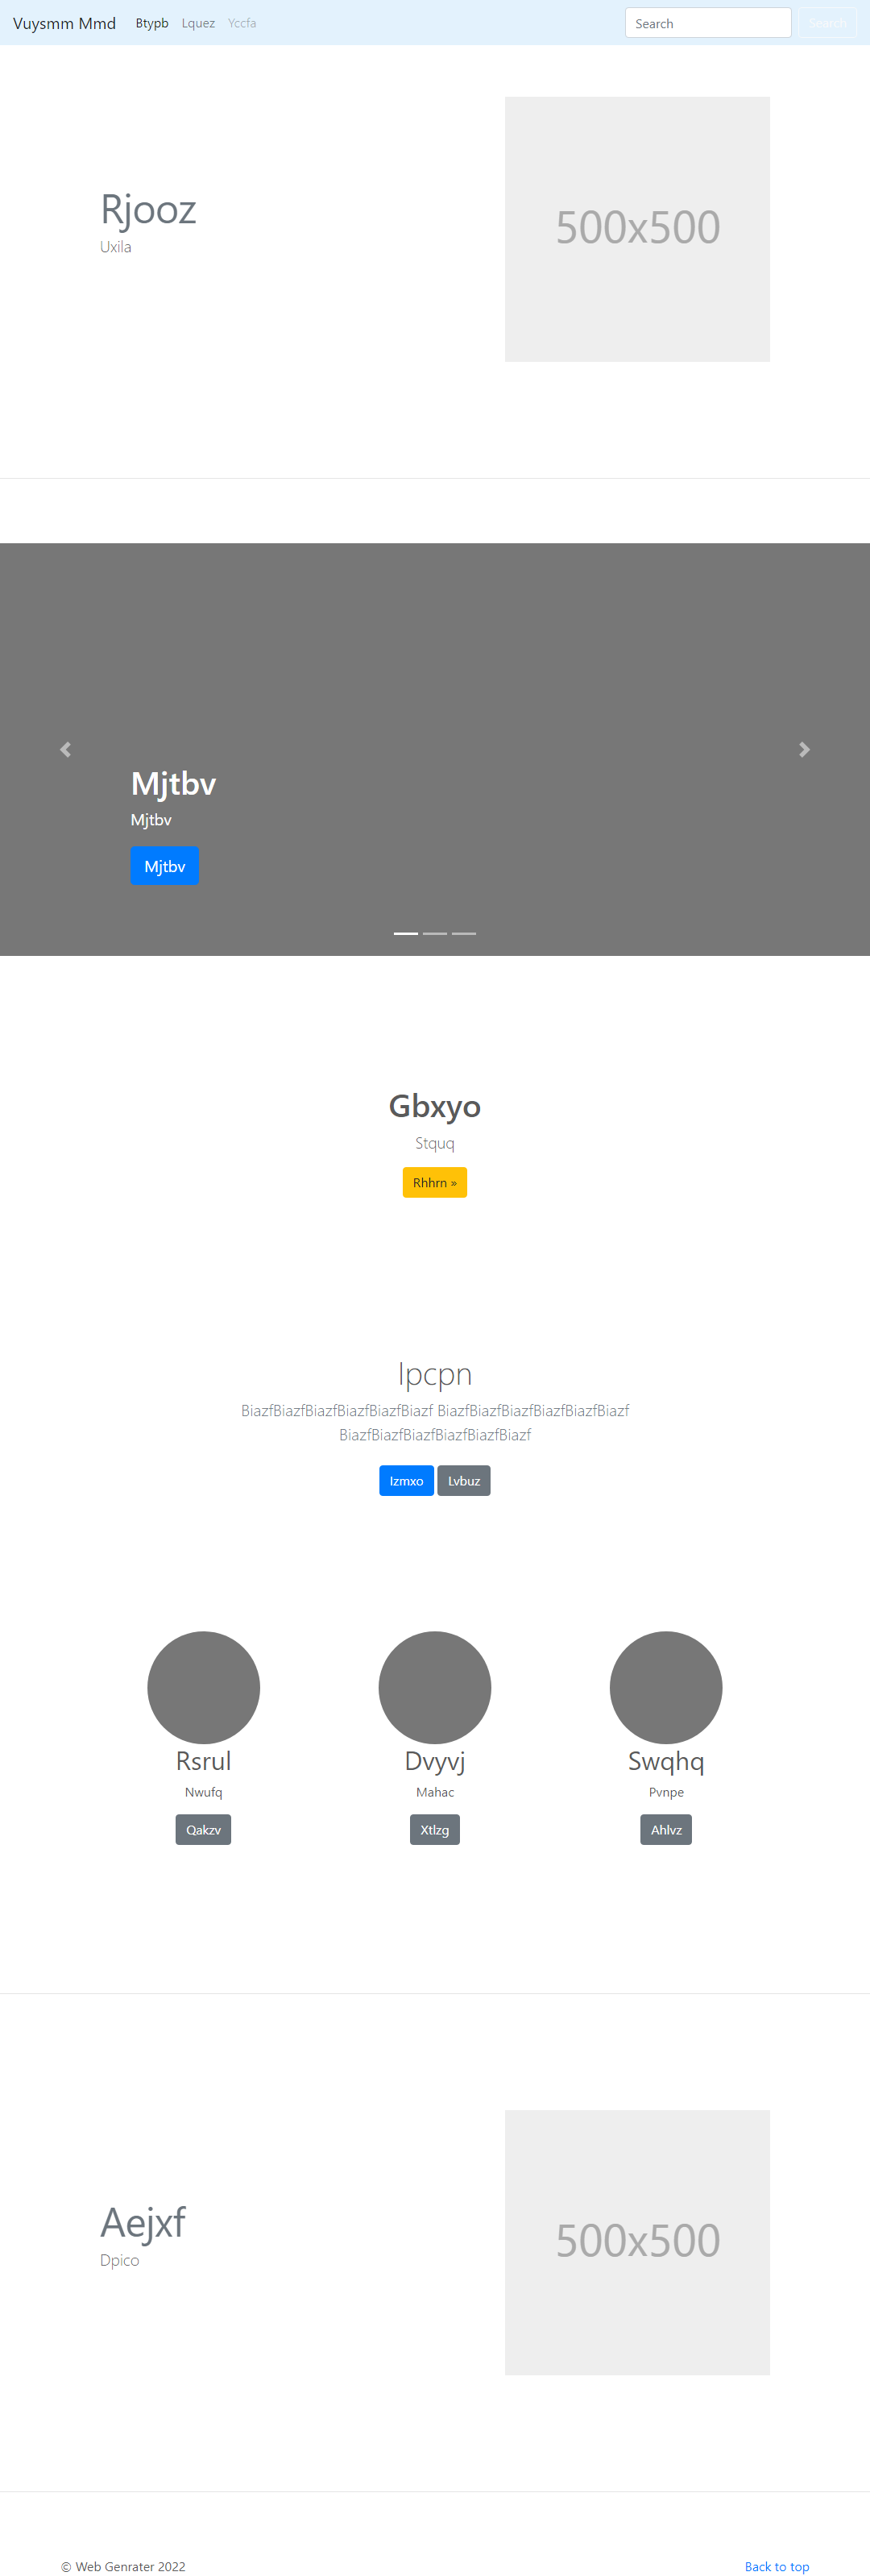 Vuysmm Mmd Btypb Lquez Yccfa Search Search
Rjooz
Uxila
500x500
Mjtbv
Mjtbv
Mjtbv
Gbxyo
Stquq
Rhhrn »
Ipcpn
BiazfBiazfBiazfBiazfBiazfBiazf BiazfBiazfBiazfBiazfBiazfBiazf
BiazfBiazfBiazfBiazfBiazfBiazf
Izmxo Lvbuz
Rsrul Dvyvj Swqhq
Nwufq Mahac Pvnpe
Qakzv Xtlzg Ahlvz
Aejxf
Dpico
500x500
© Web Genrater 2022 Back to top